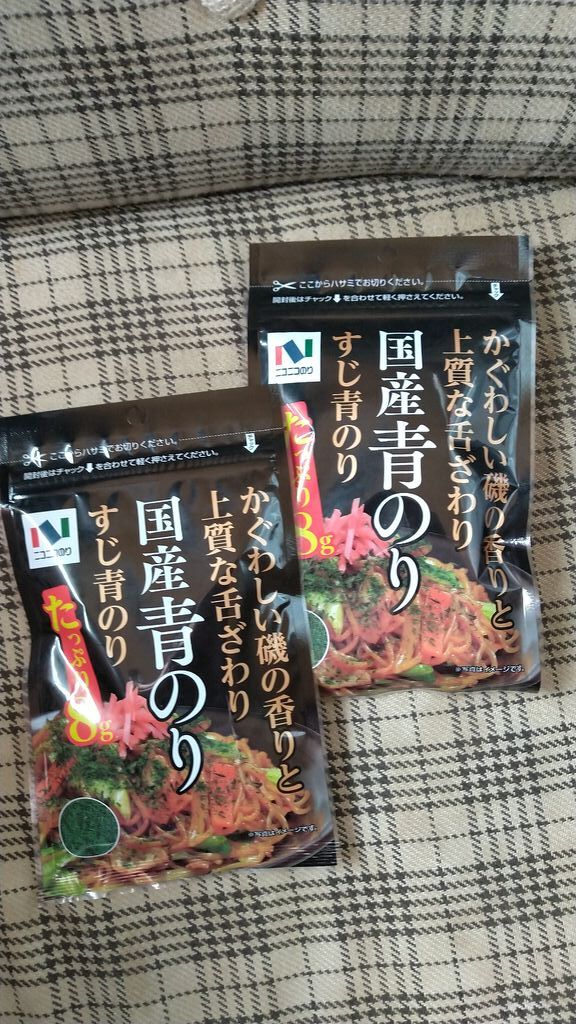 ここからハサミでお切りください。
開封後はチャック⬇を合わせて軽く押さえてください。
ニコニコのり
かぐわしい磯の香りと
上質な舌ざわり
国産青のり
すじ青のり
たっぷり8g
※写真はイメージです。
ここからハサミでお切りください。
開封後はチャック⬇を合わせて軽く押さえてください。
ニコニコのり
かぐわしい磯の香りと
上質な舌ざわり
国産青のり
すじ青のり
たっぷり8g
※写真はイメージです。